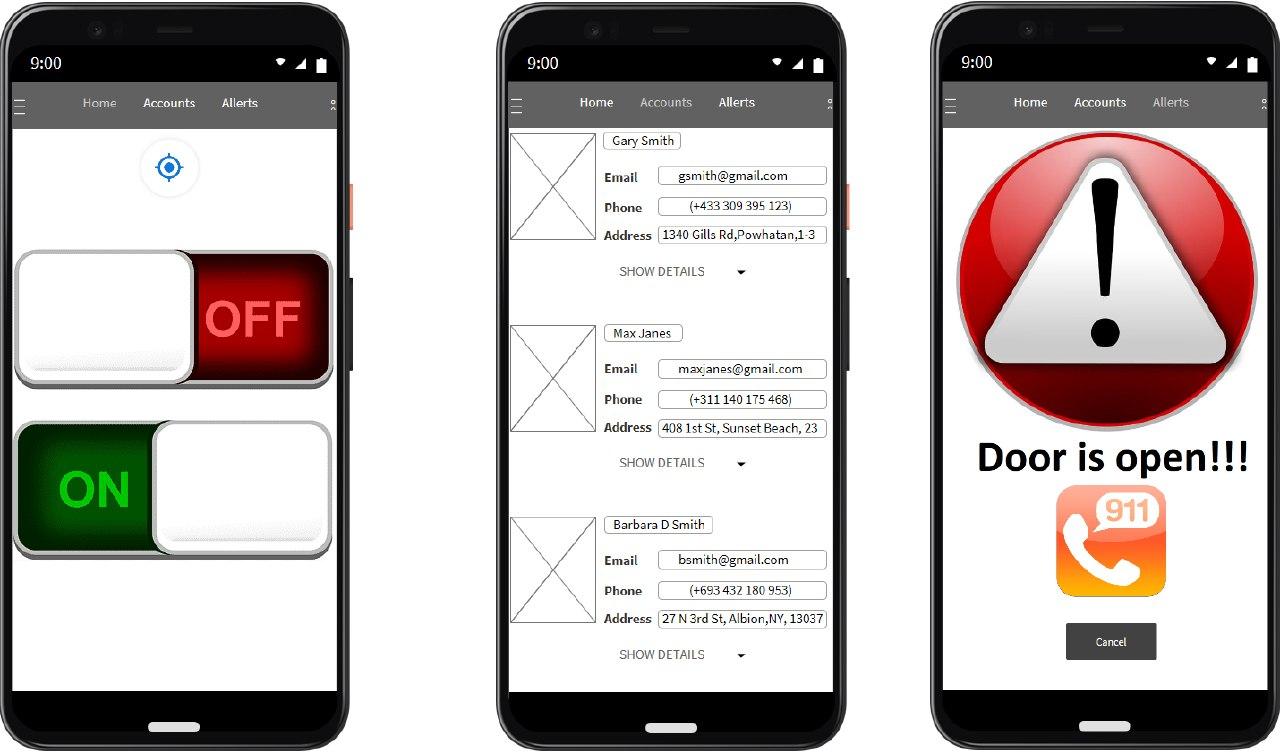 9:00
Home Accounts Allerts
OFF
ON
9:00
Home Accounts Allerts
Gary Smith
Email gsmith@gmail.com
Phone (+433 309 395 123)
Address 1340 Gills Rd,Powhatan,1-3
SHOW DETAILS
Max Janes
Email maxjanes@gmail.com
Phone (+311 140 175 468)
Address 408 1st St, Sunset Beach, 23
SHOW DETAILS
Barbara D Smith
Email bsmith@gmail.com
Phone (+693 432 180 953)
Address 27 N 3rd St, Albion,NY, 13037
SHOW DETAILS
9:00
Home Accounts Allerts
Door is open!!!
911
Cancel